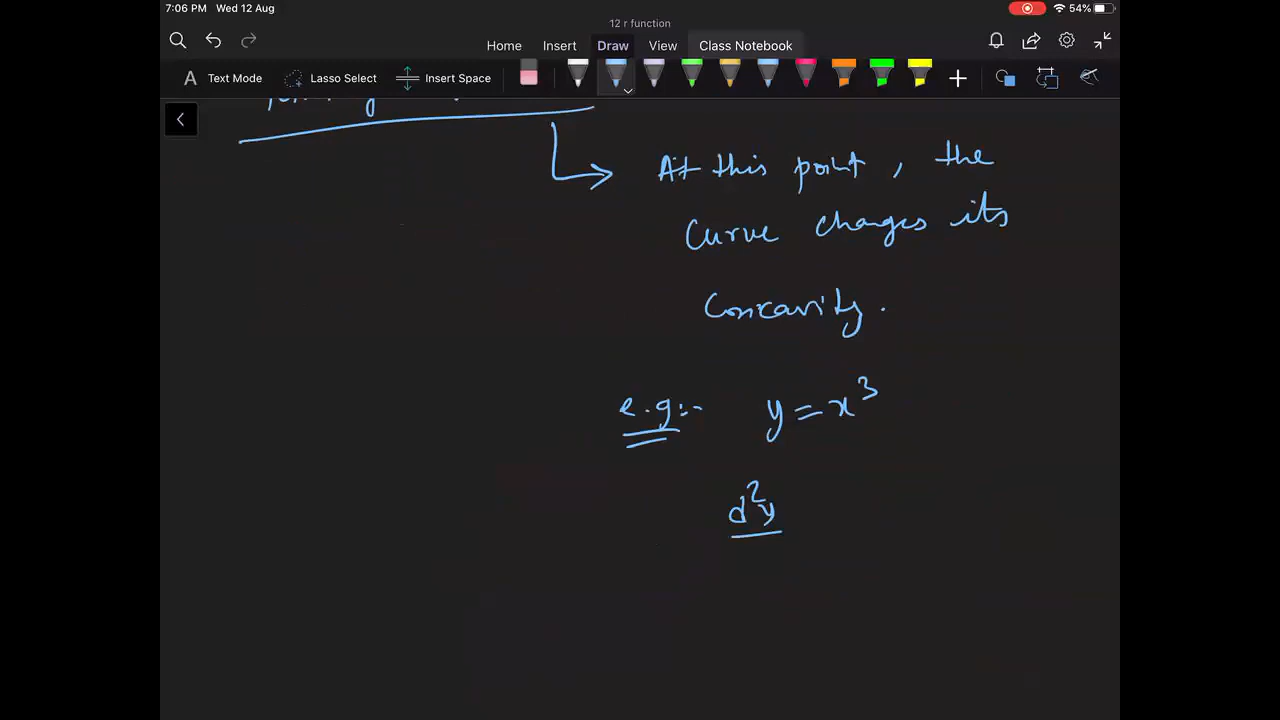 7:06 PM Wed 12 Aug
54%
12 r function
Home Insert Draw View Class Notebook
Text Mode Lasso Select Insert Space
At this point, the
Curve changes its
Concavity.
e.g:- y = x³
d²y